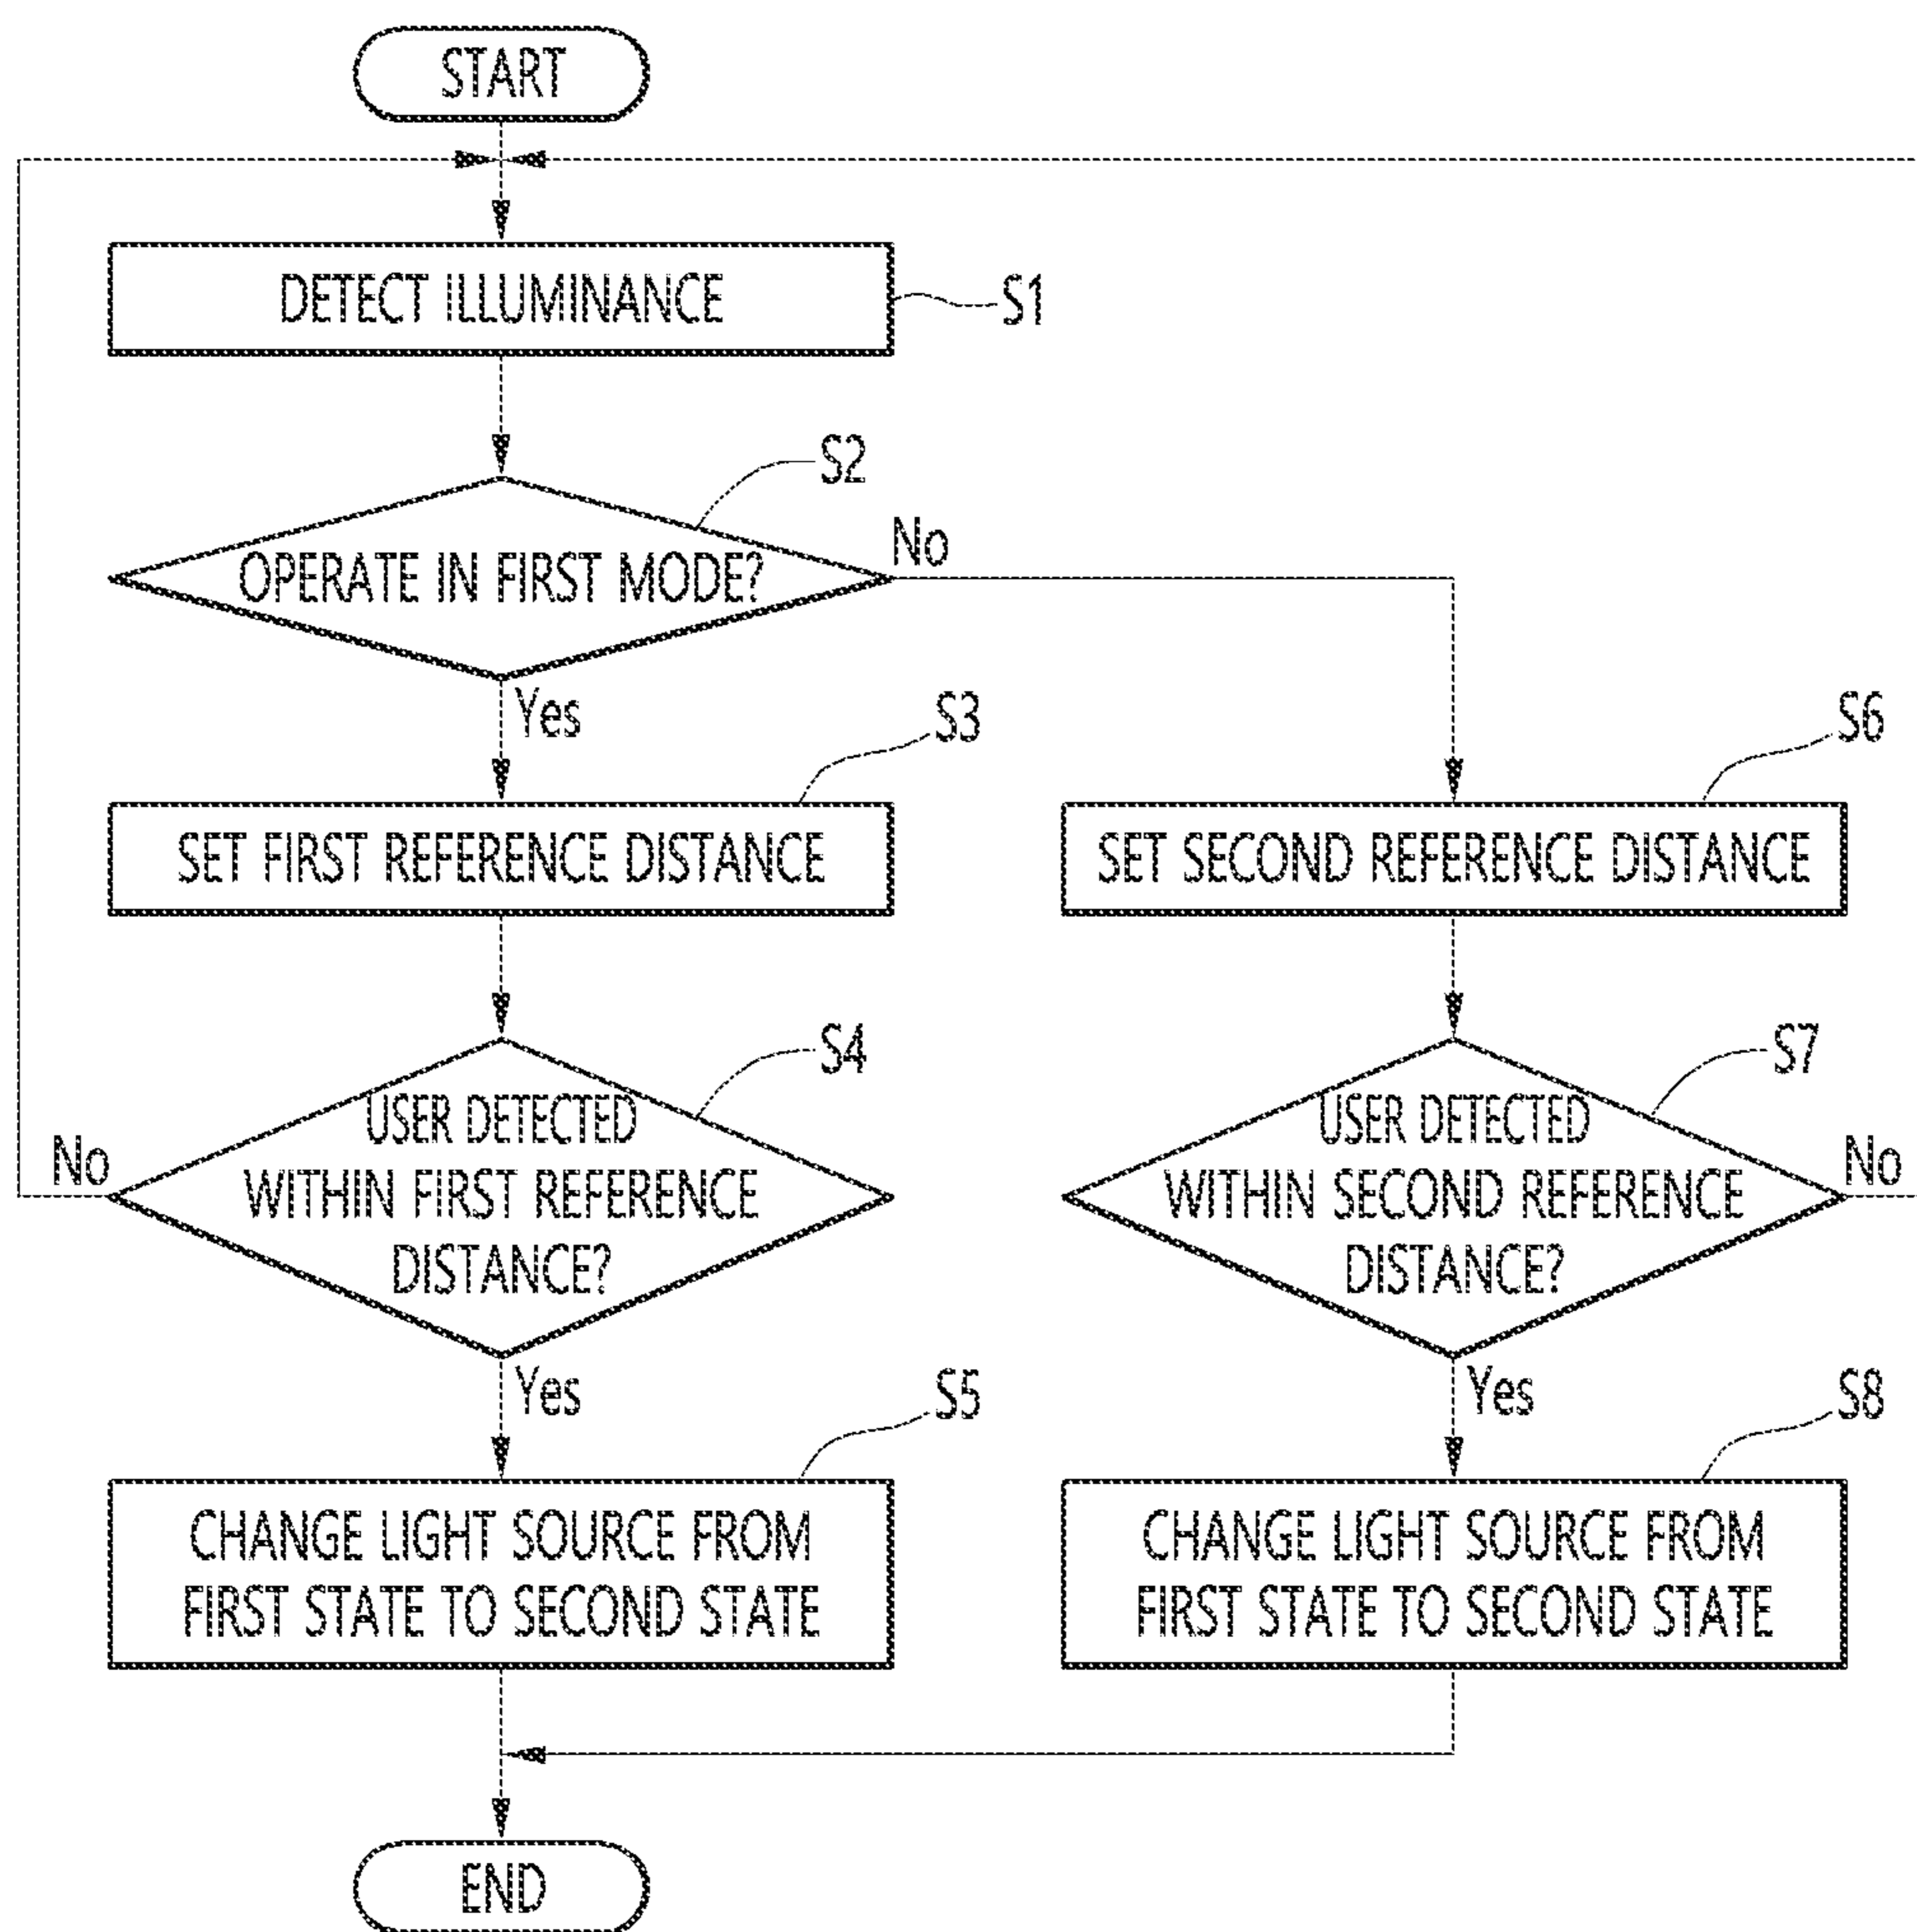 START
DETECT ILLUMINANCE
S1
S2
OPERATE IN FIRST MODE?
No
Yes
S3
SET FIRST REFERENCE DISTANCE
S6
SET SECOND REFERENCE DISTANCE
S4
USER DETECTED
WITHIN FIRST REFERENCE
DISTANCE?
No
Yes
S7
USER DETECTED
WITHIN SECOND REFERENCE
DISTANCE?
No
Yes
S5
CHANGE LIGHT SOURCE FROM
FIRST STATE TO SECOND STATE
S8
CHANGE LIGHT SOURCE FROM
FIRST STATE TO SECOND STATE
END